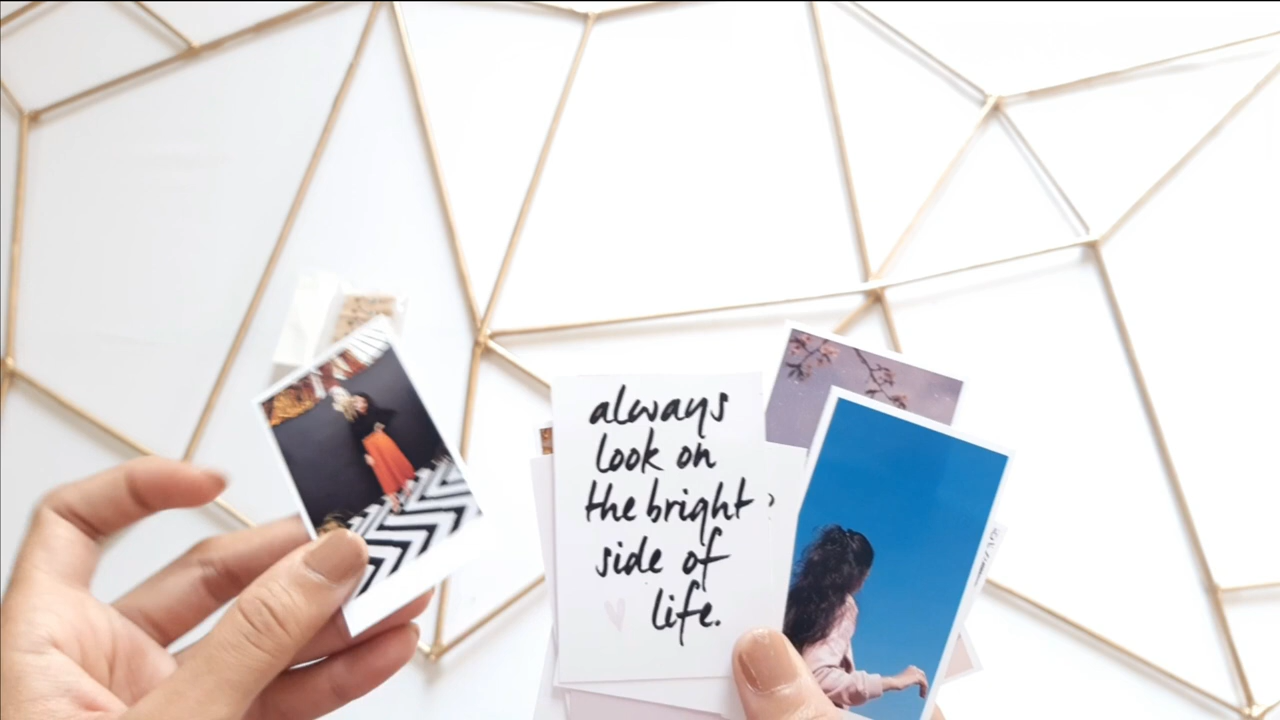 always
look on
the bright
side of
life.